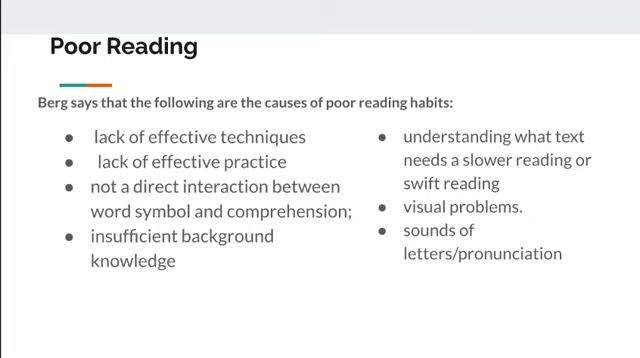 Poor Reading
Berg says that the following are the causes of poor reading habits:
● lack of effective techniques
● lack of effective practice
● not a direct interaction between
word symbol and comprehension;
● insufficient background
knowledge
● understanding what text
needs a slower reading or
swift reading
● visual problems.
● sounds of
letters/pronunciation